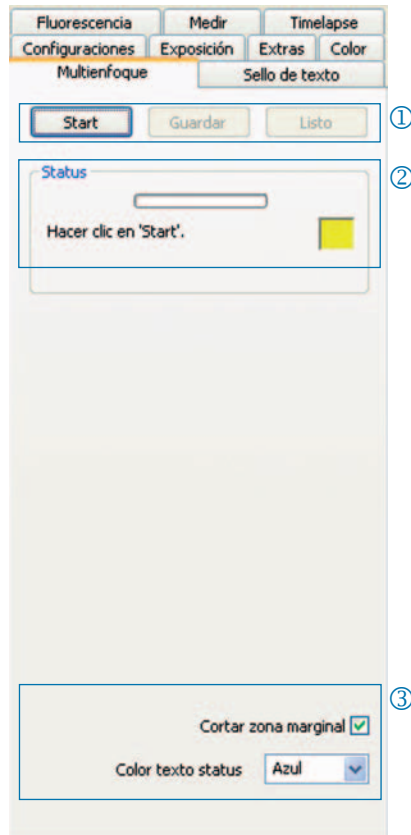 Fluorescencia Medir Timelapse
Configuraciones Exposición Extras Color
Multienfoque Sello de texto
Start Guardar Listo ①
Status ②
Hacer clic en 'Start'.
③
Cortar zona marginal
Color texto status Azul